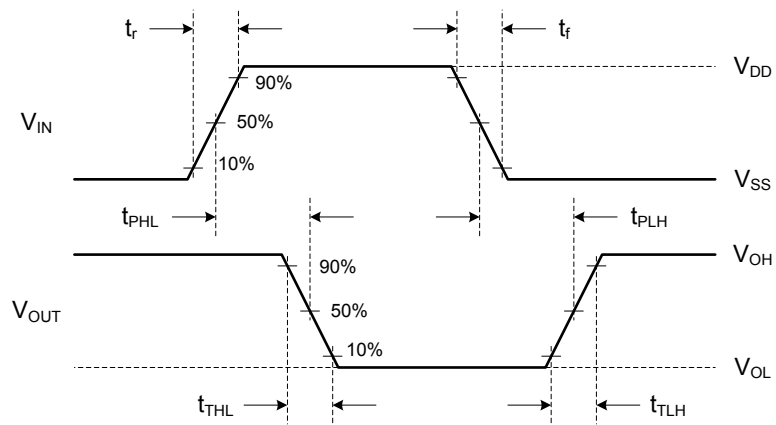 tr
tf
VDD
90%
VIN
50%
10%
VSS
tPHL
tPLH
VOH
90%
VOUT
50%
10%
VOL
tTHL
tTLH